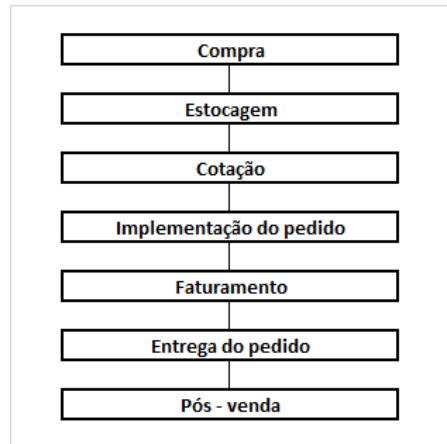 Compra
Estocagem
Cotação
Implementação do pedido
Faturamento
Entrega do pedido
Pós - venda